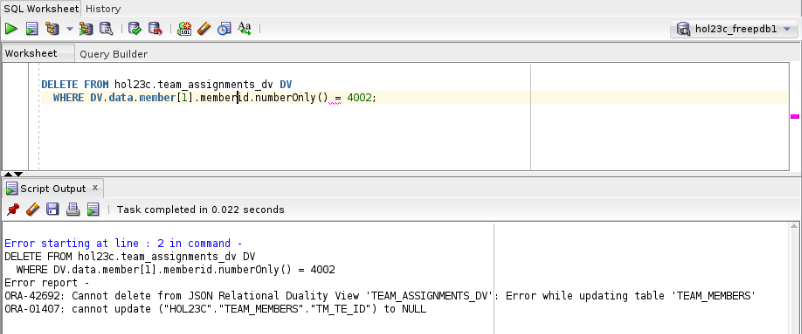 SQL Worksheet History
hol23c_freepdb1
Worksheet Query Builder
DELETE FROM hol23c.team_assignments_dv DV
WHERE DV.data.member[1].memberid.numberOnly() = 4002;
Script Output x
Task completed in 0.022 seconds
Error starting at line : 2 in command -
DELETE FROM hol23c.team_assignments_dv DV
WHERE DV.data.member[1].memberid.numberOnly() = 4002
Error report -
ORA-42692: Cannot delete from JSON Relational Duality View 'TEAM_ASSIGNMENTS_DV': Error while updating table 'TEAM_MEMBERS'
ORA-01407: cannot update ("HOL23C"."TEAM_MEMBERS"."TM_TE_ID") to NULL